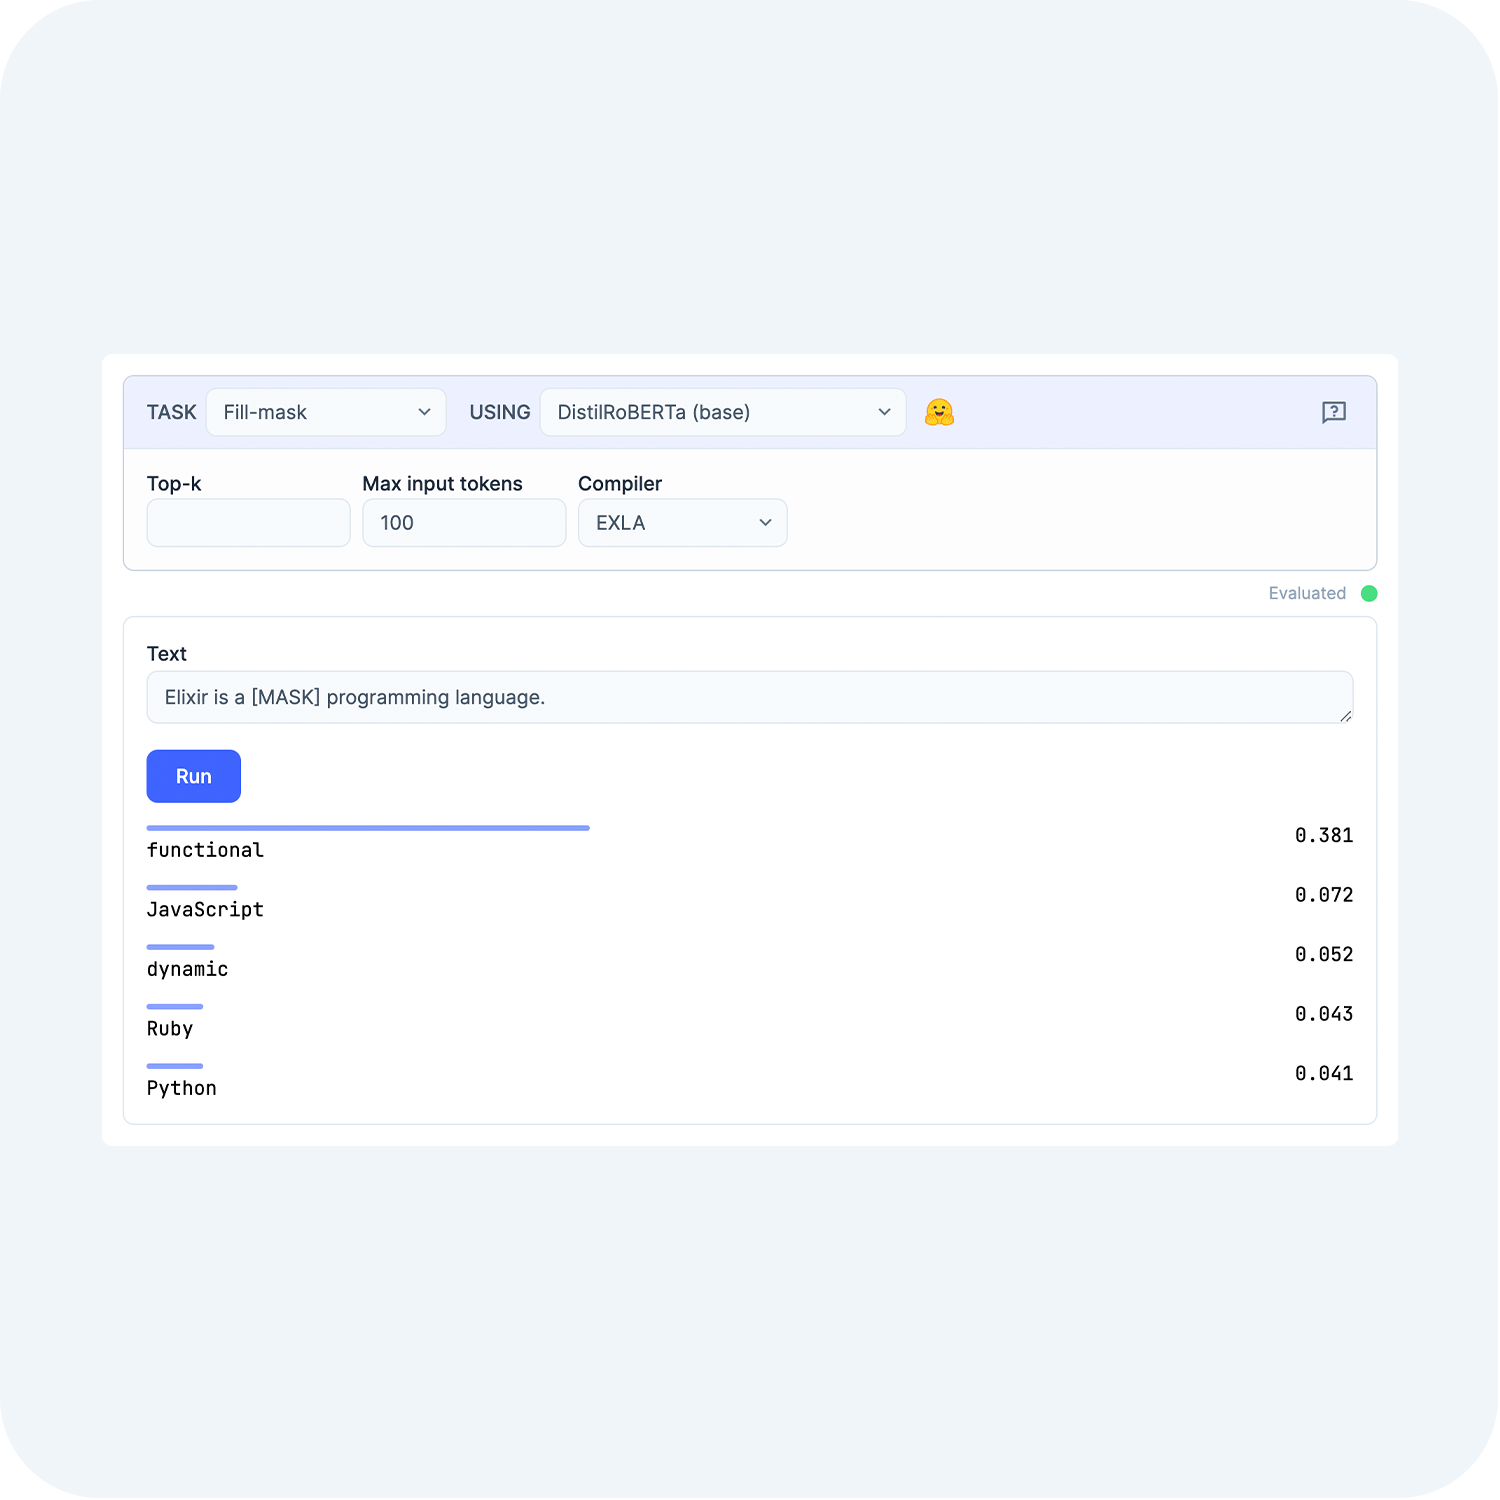 TASK Fill-mask USING DistilRoBERTa (base)
Top-k Max input tokens Compiler
100 EXLA
Evaluated
Text
Elixir is a [MASK] programming language.
Run
functional 0.381
JavaScript 0.072
dynamic 0.052
Ruby 0.043
Python 0.041